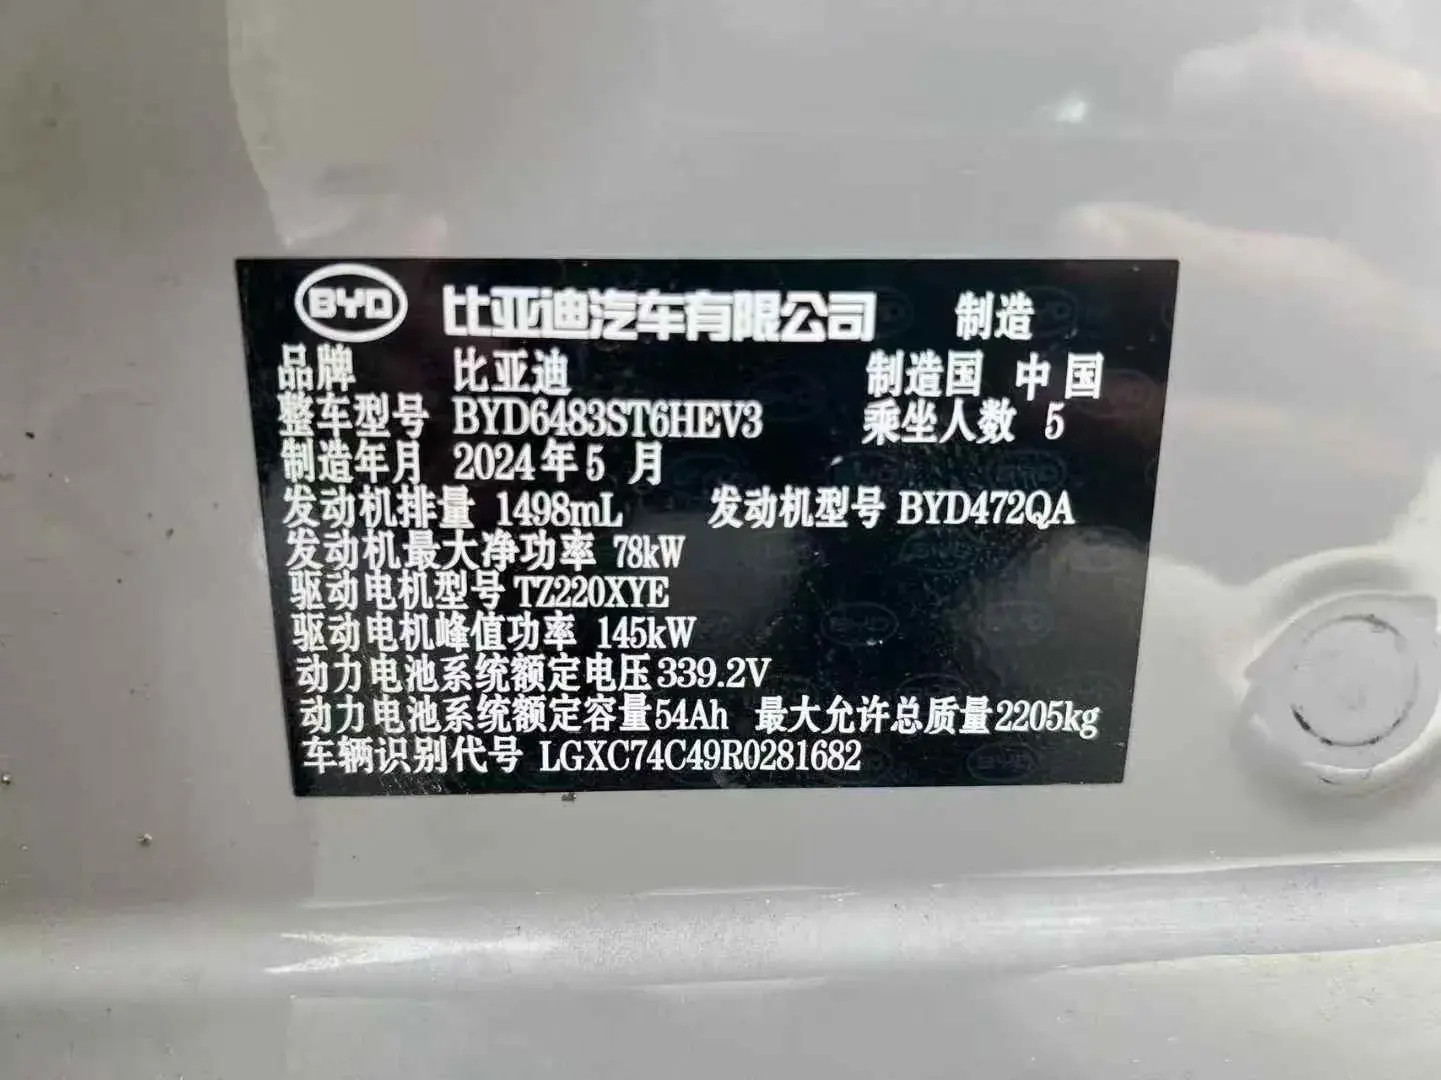 BYD 比亚迪汽车有限公司 制造
品牌 比亚迪 制造国 中国
整车型号 BYD6483ST6HEV3 乘坐人数 5
制造年月 2024年5月
发动机排量 1498mL 发动机型号 BYD472QA
发动机最大净功率 78kW
驱动电机型号 TZ220XYE
驱动电机峰值功率 145kW
动力电池系统额定电压 339.2V
动力电池系统额定容量 54Ah 最大允许总质量 2205kg
车辆识别代号 LGXC74C49R0281682